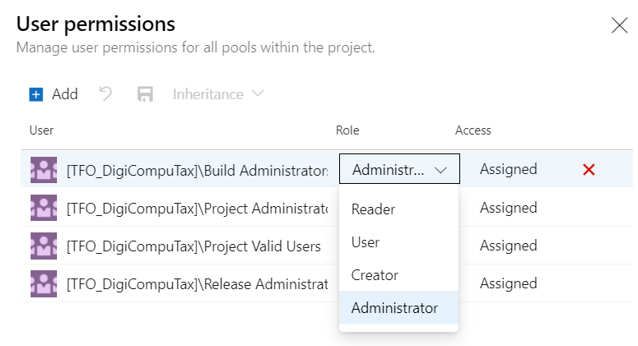 User permissions
Manage user permissions for all pools within the project.
Add Inheritance
User Role Access
[TFO_DigiCompuTax]\Build Administrators Administr... Assigned
[TFO_DigiCompuTax]\Project Administrat Assigned
[TFO_DigiCompuTax]\Project Valid Users Assigned
[TFO_DigiCompuTax]\Release Administrat Assigned
Reader
User
Creator
Administrator